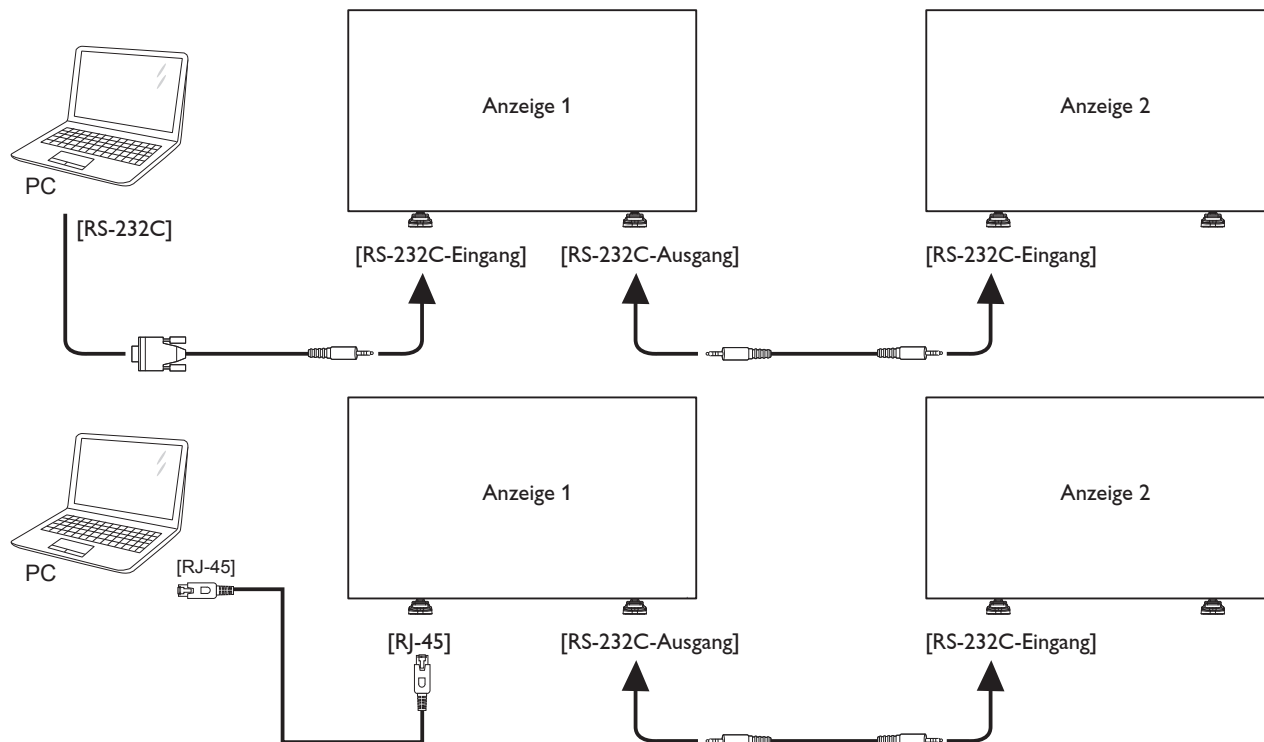 Anzeige 1
Anzeige 2
PC
[RS-232C]
[RS-232C-Eingang]
[RS-232C-Ausgang]
[RS-232C-Eingang]
Anzeige 1
Anzeige 2
PC
[RJ-45]
[RJ-45]
[RS-232C-Ausgang]
[RS-232C-Eingang]